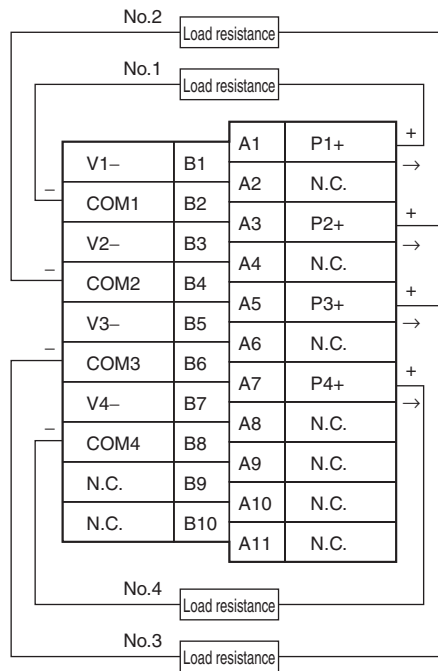 No.2 Load resistance
No.1 Load resistance
A1 P1+ +
V1– B1 →
– A2 N.C.
COM1 B2
A3 P2+ +
V2– B3 →
– A4 N.C.
COM2 B4
A5 P3+ +
V3– B5 →
– A6 N.C.
COM3 B6
A7 P4+ +
V4– B7 →
– A8 N.C.
COM4 B8
A9 N.C.
N.C. B9
A10 N.C.
N.C. B10
A11 N.C.
No.4 Load resistance
No.3 Load resistance